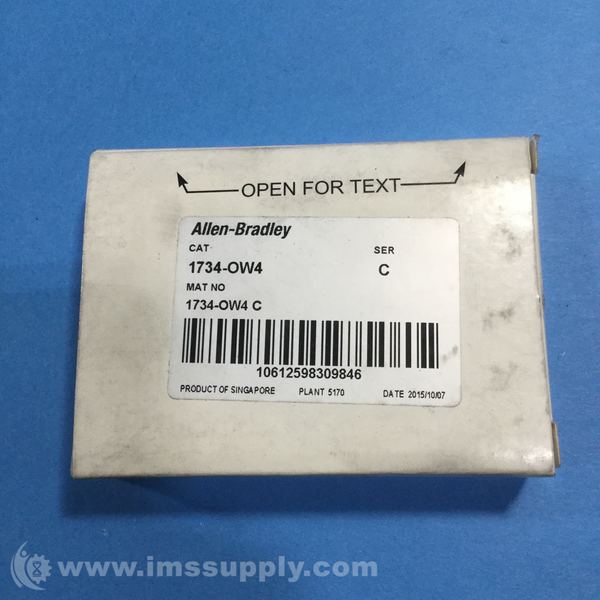 OPEN FOR TEXT
Allen-Bradley
CAT SER
1734-OW4 C
MAT NO
1734-OW4 C
10612598309846
PRODUCT OF SINGAPORE PLANT 5170 DATE 2015/10/07
www.imssupply.com